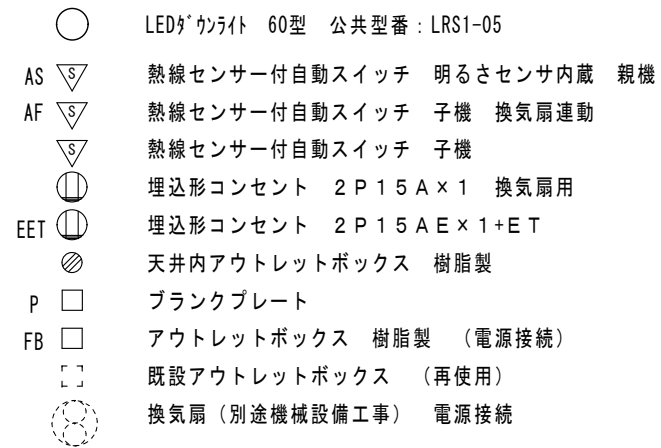 LEDﾀﾞｳﾝﾗｲﾄ 60型 公共型番：LRS1-05
AS S 熱線センサー付自動スイッチ 明るさセンサ内蔵 親機
AF S 熱線センサー付自動スイッチ 子機 換気扇連動
S 熱線センサー付自動スイッチ 子機
埋込形コンセント ２Ｐ１５Ａ×１ 換気扇用
EET 埋込形コンセント ２Ｐ１５ＡＥ×１+ＥＴ
天井内アウトレットボックス 樹脂製
P ブランクプレート
FB アウトレットボックス 樹脂製 （電源接続）
既設アウトレットボックス （再使用）
換気扇（別途機械設備工事） 電源接続